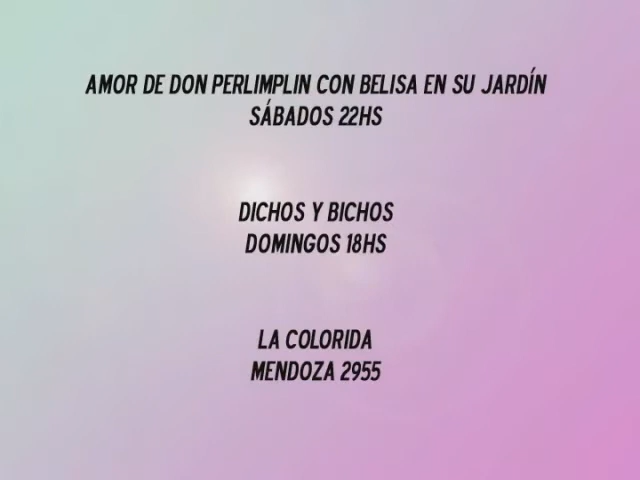 AMOR DE DON PERLIMPLIN CON BELISA EN SU JARDÍN
SÁBADOS 22HS
DICHOS Y BICHOS
DOMINGOS 18HS
LA COLORIDA
MENDOZA 2955